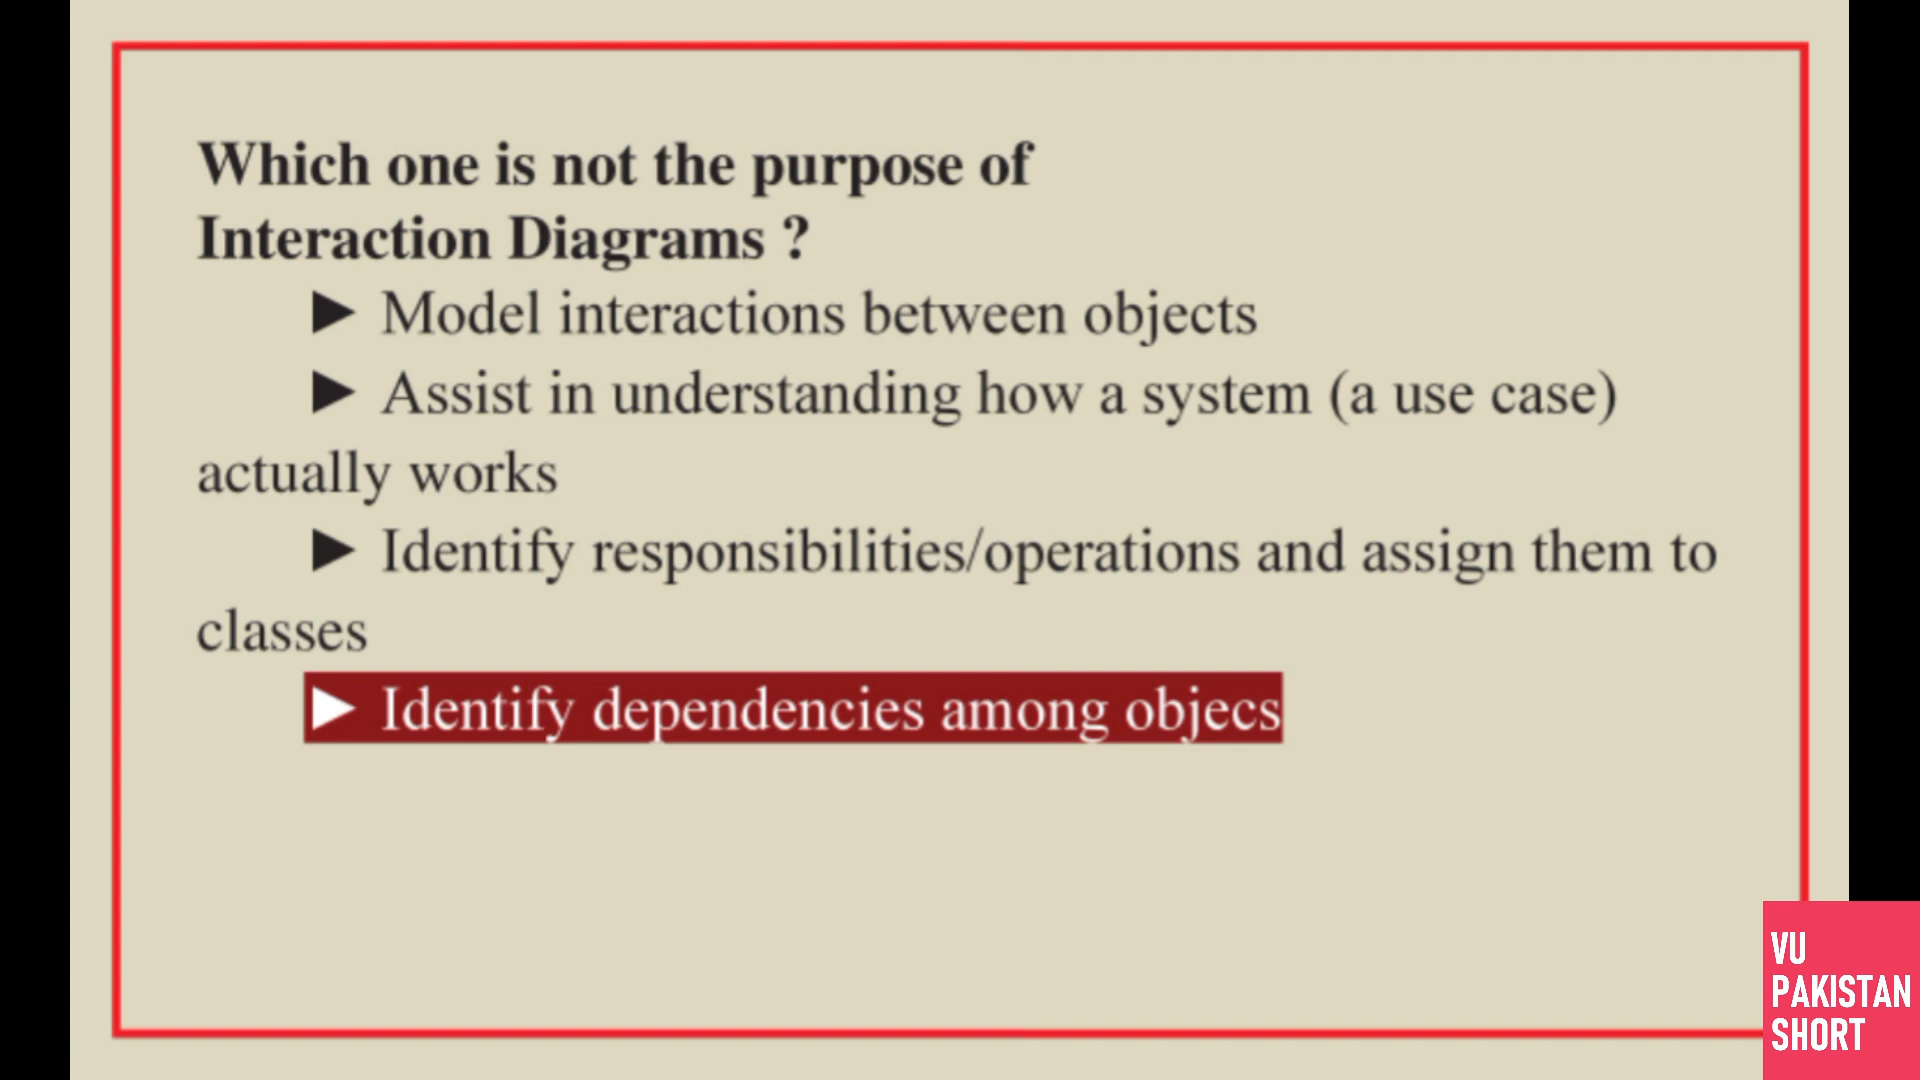 Which one is not the purpose of
Interaction Diagrams ?
► Model interactions between objects
► Assist in understanding how a system (a use case)
actually works
► Identify responsibilities/operations and assign them to
classes
► Identify dependencies among objecs
VU
PAKISTAN
SHORT